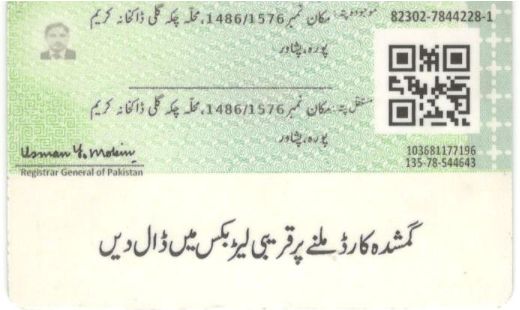 82302-7844228-1
موجودہ پتہ: مکان نمبر 1486/1576، محلہ چکہ گلی ڈاکخانہ کریم
پورہ، پشاور
مستقل پتہ: مکان نمبر 1486/1576، محلہ چکہ گلی ڈاکخانہ کریم
پورہ، پشاور
Usman Y. Mobin
Registrar General of Pakistan
103681177196
135-78-544643
گمشدہ کارڈ ملنے پر قریبی لیٹر بکس میں ڈال دیں